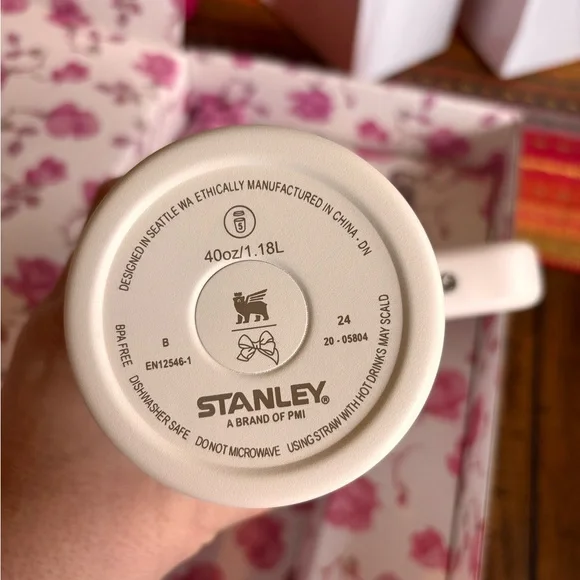 DESIGNED IN SEATTLE WA ETHICALLY MANUFACTURED IN CHINA • DN
5
40oz/1.18L
B
EN12546-1
24
20 - 05804
STANLEY®
A BRAND OF PMI
BPA FREE DISHWASHER SAFE DO NOT MICROWAVE USING STRAW WITH HOT DRINKS MAY SCALD